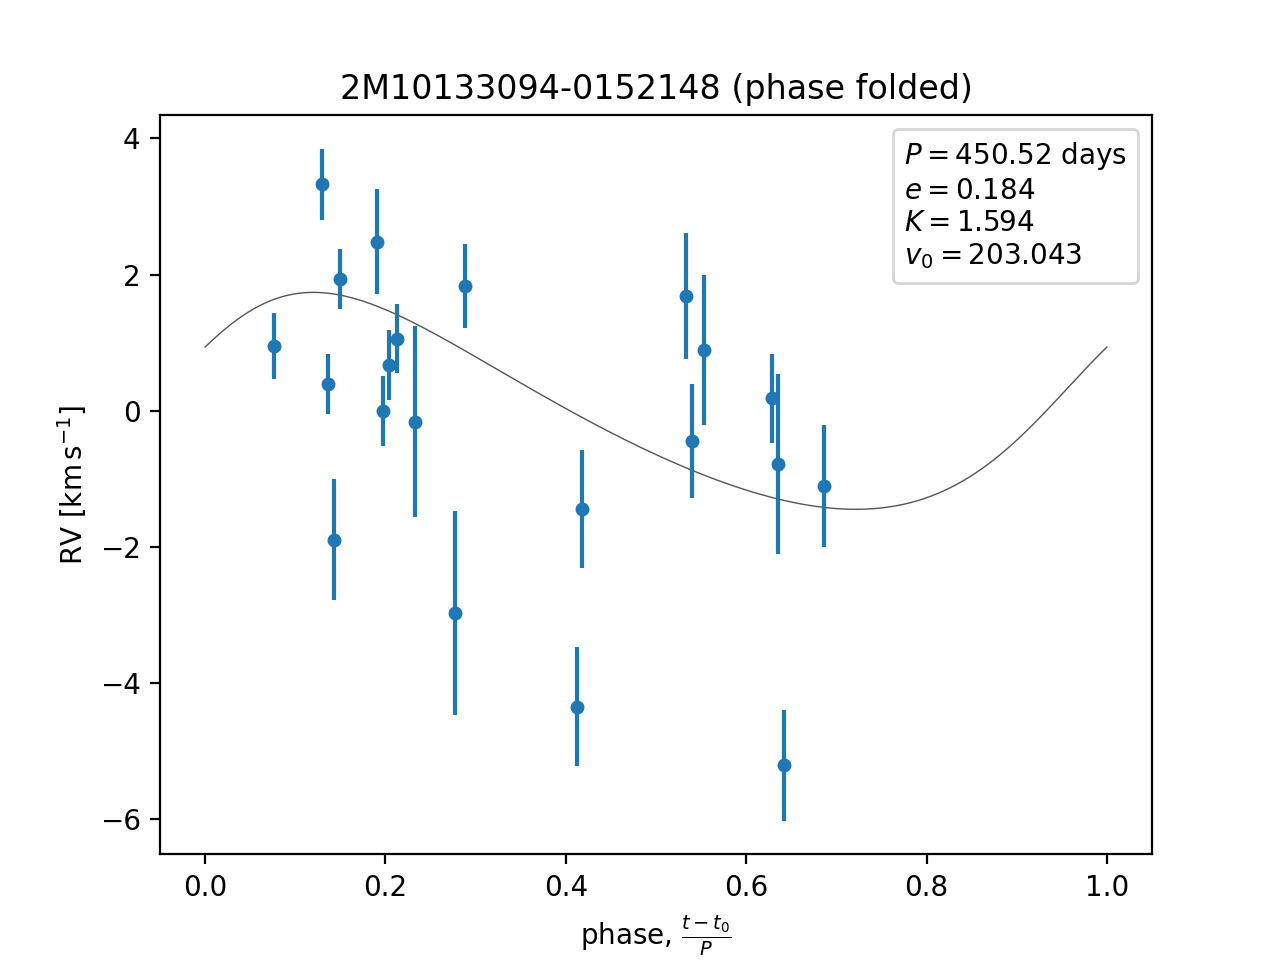 2M10133094-0152148 (phase folded)
P = 450.52 days
e = 0.184
K = 1.594
v₀ = 203.043
4
2
0
−2
−4
−6
RV [km s⁻¹]
0.0 0.2 0.4 0.6 0.8 1.0
phase, (t − t₀)/P